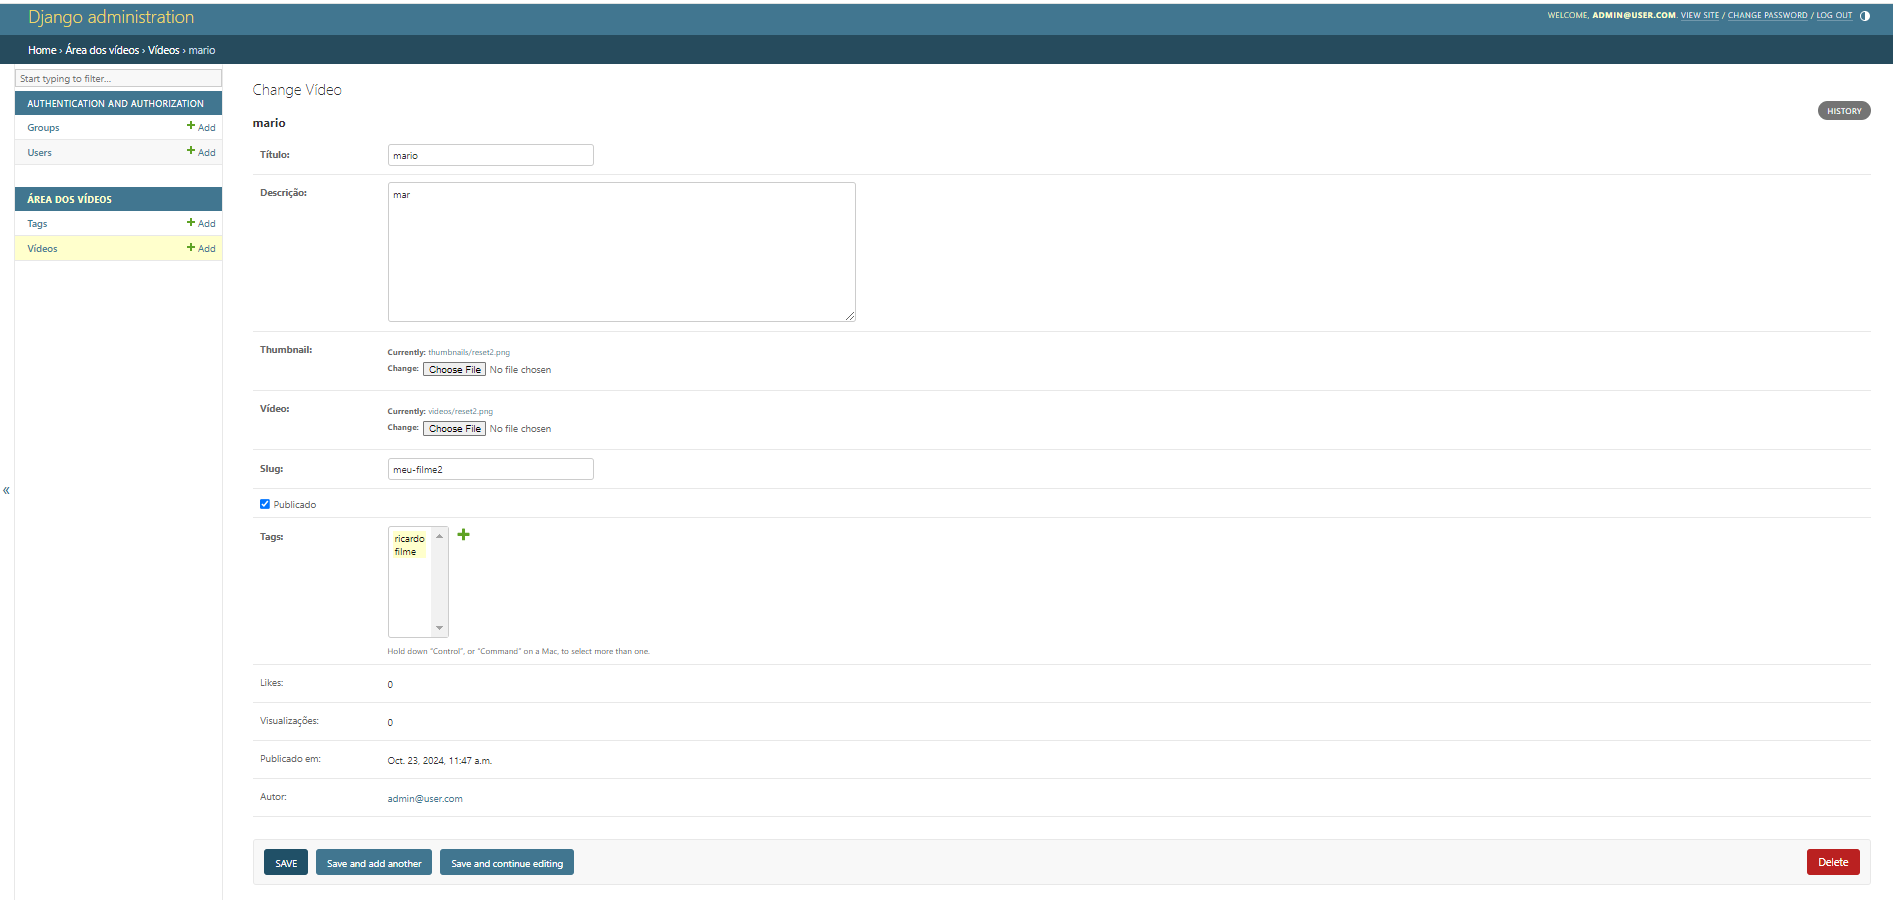 Django administration
WELCOME, ADMIN@USER.COM. VIEW SITE / CHANGE PASSWORD / LOG OUT
Home › Área dos vídeos › Vídeos › mario
Start typing to filter...
AUTHENTICATION AND AUTHORIZATION
Groups + Add
Users + Add
ÁREA DOS VÍDEOS
Tags + Add
Vídeos + Add
«
Change Vídeo
HISTORY
mario
Título: mario
Descrição: mar
Thumbnail: Currently: thumbnails/reset2.png
Change: Choose File No file chosen
Vídeo: Currently: videos/reset2.png
Change: Choose File No file chosen
Slug: meu-filme2
Publicado
Tags: ricardo
filme
Hold down “Control”, or “Command” on a Mac, to select more than one.
Likes: 0
Visualizações: 0
Publicado em: Oct. 23, 2024, 11:47 a.m.
Autor: admin@user.com
SAVE Save and add another Save and continue editing Delete